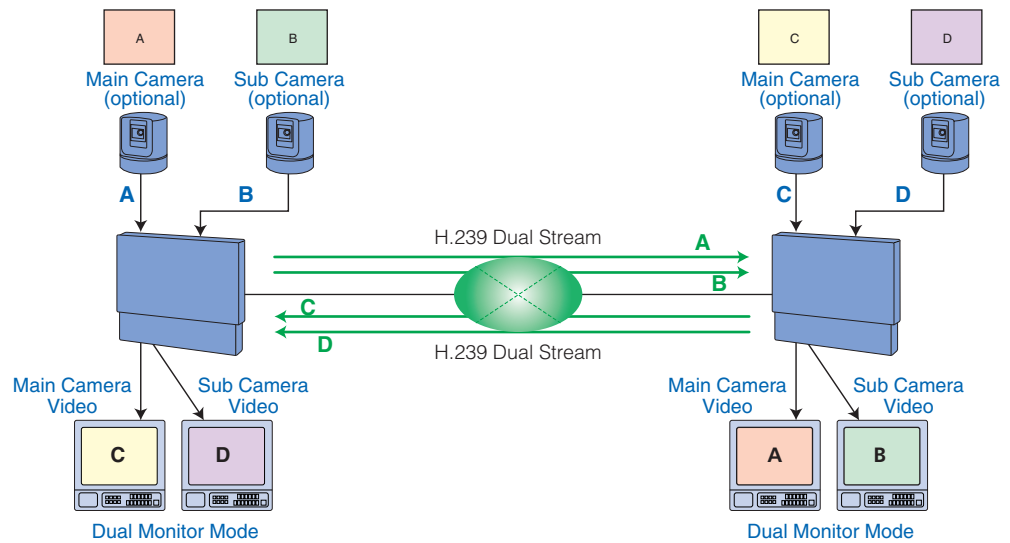 A
B
C
D
Main Camera
(optional)
Sub Camera
(optional)
Main Camera
(optional)
Sub Camera
(optional)
A
B
C
D
H.239 Dual Stream
A
B
C
D
H.239 Dual Stream
Main Camera
Video
Sub Camera
Video
Main Camera
Video
Sub Camera
Video
C
D
A
B
Dual Monitor Mode
Dual Monitor Mode